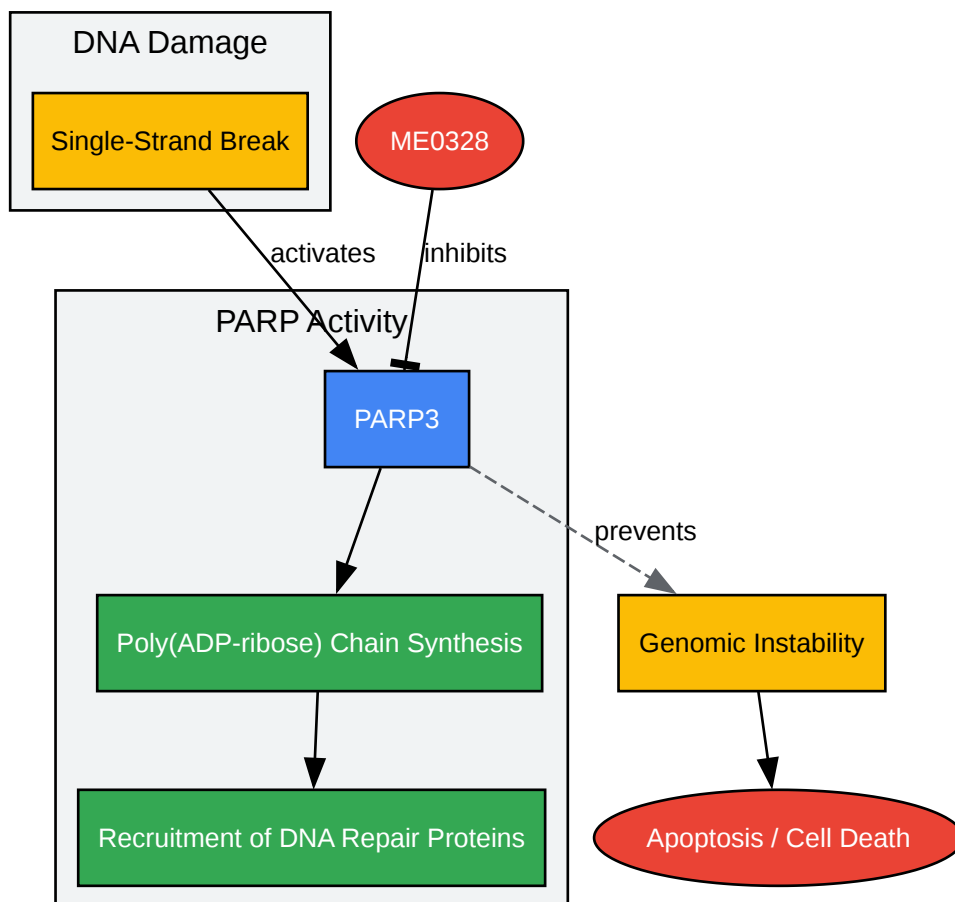 DNA Damage
Single-Strand Break
ME0328
activates
inhibits
PARP Activity
PARP3
prevents
Poly(ADP-ribose) Chain Synthesis
Genomic Instability
Recruitment of DNA Repair Proteins
Apoptosis / Cell Death